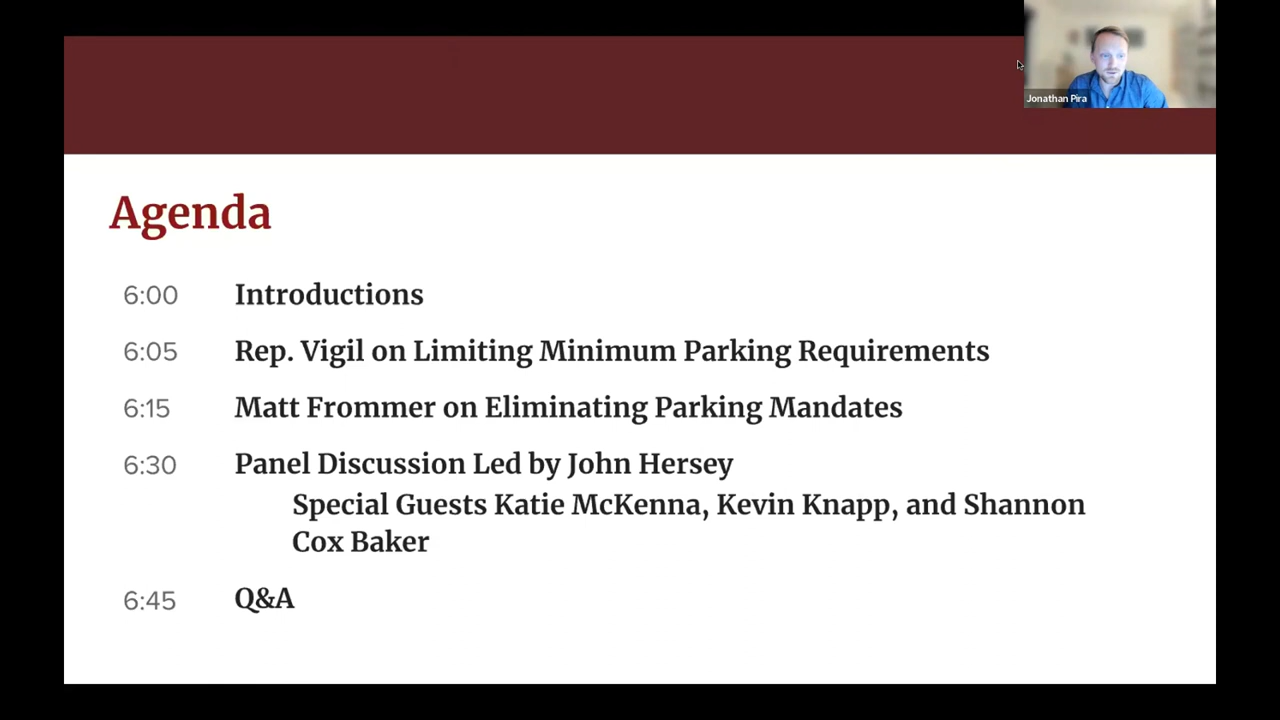 Jonathan Pira
Agenda
6:00 Introductions
6:05 Rep. Vigil on Limiting Minimum Parking Requirements
6:15 Matt Frommer on Eliminating Parking Mandates
6:30 Panel Discussion Led by John Hersey
Special Guests Katie McKenna, Kevin Knapp, and Shannon
Cox Baker
6:45 Q&A